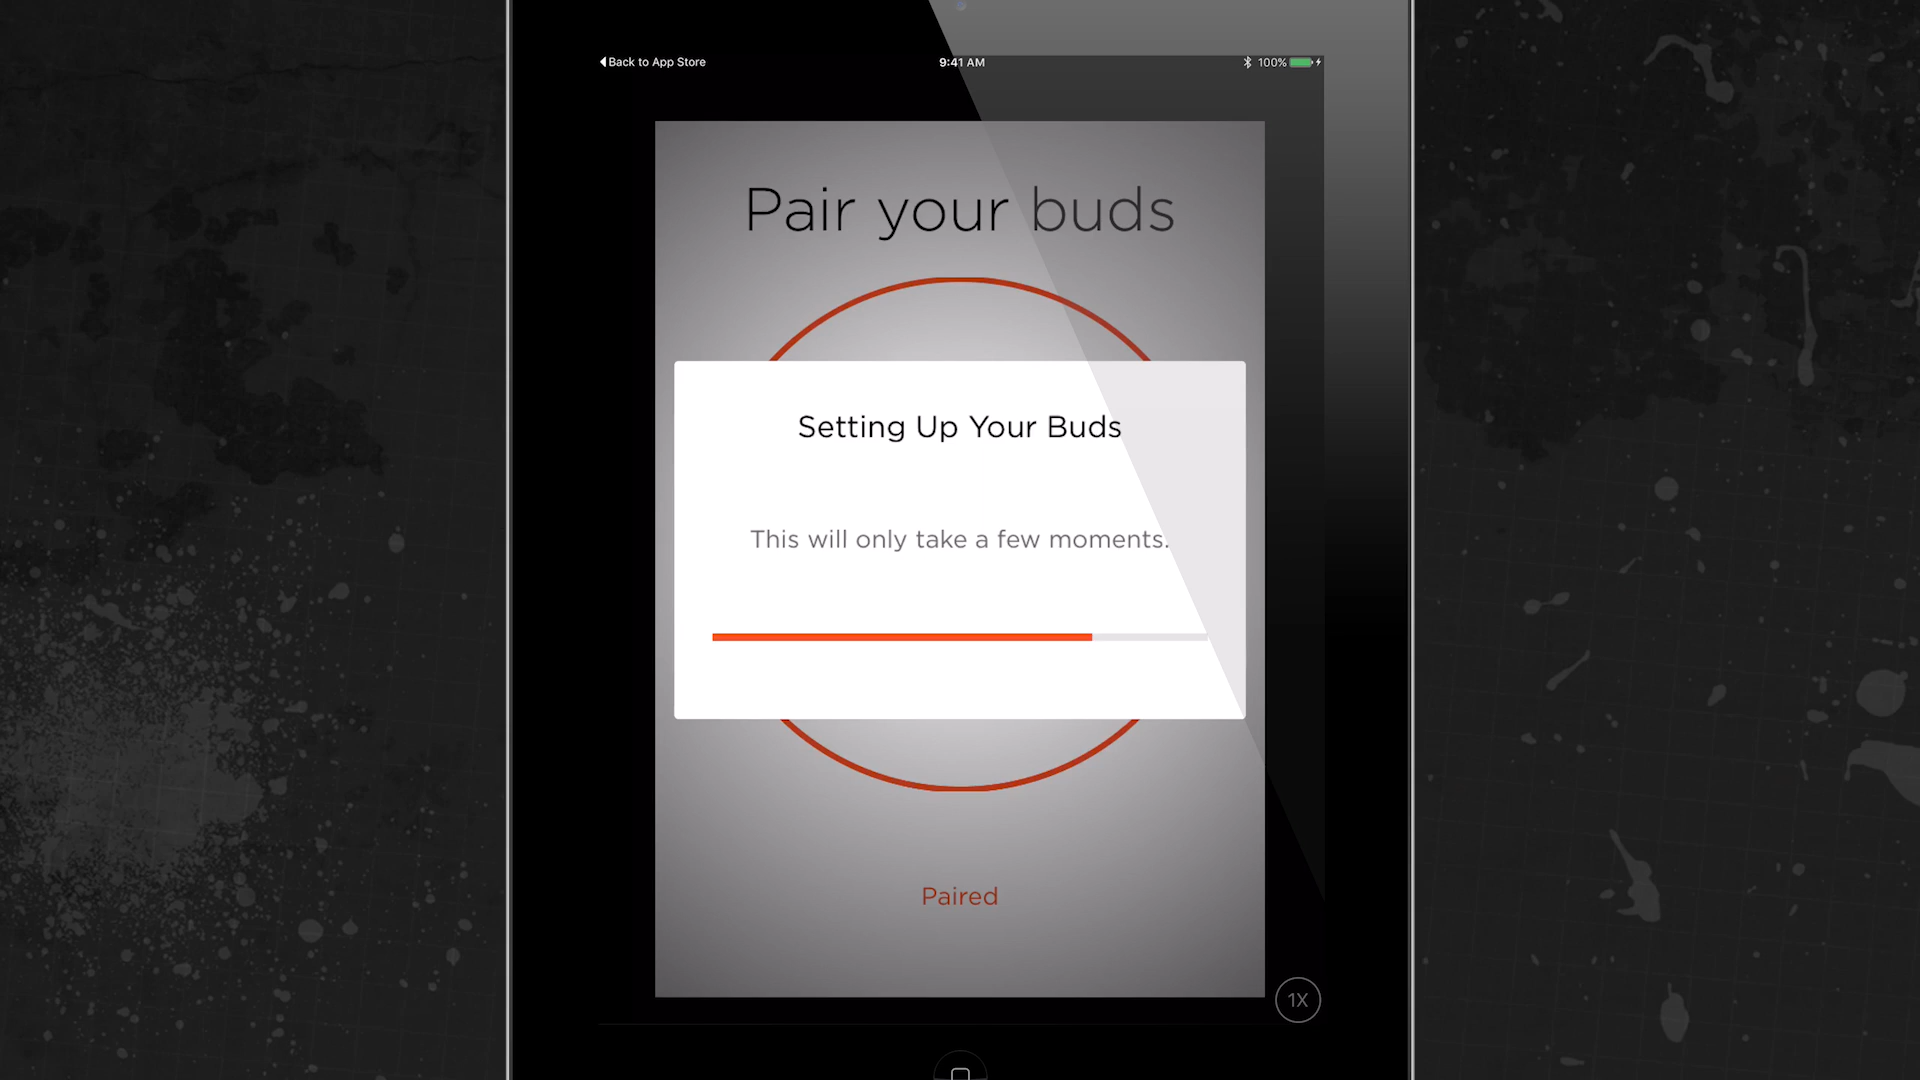 Back to App Store
9:41 AM
100%
Pair your buds
Setting Up Your Buds
This will only take a few moments.
Paired
1X